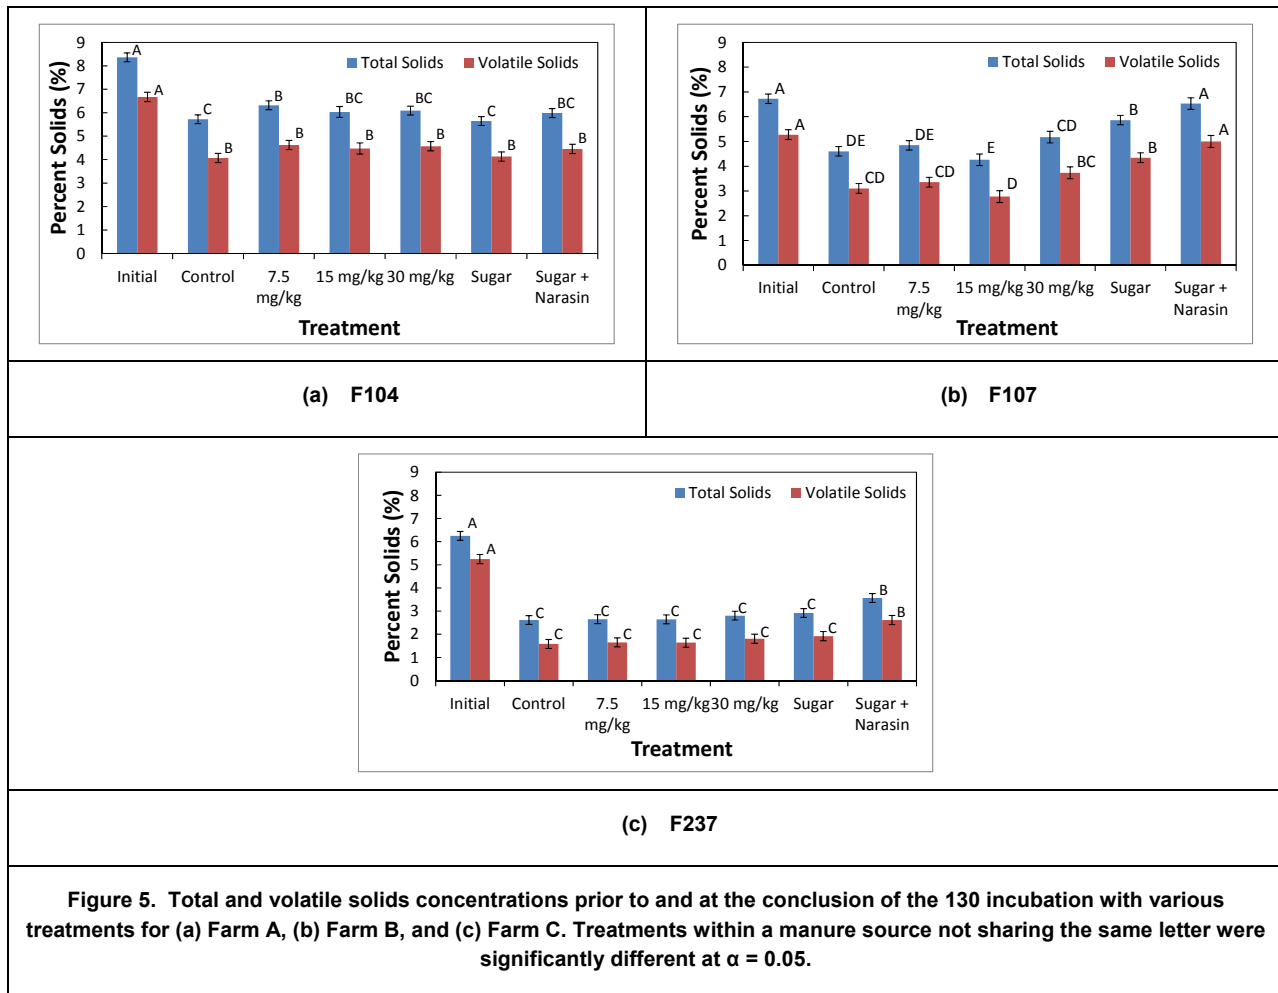 9
8
7
6
5
4
3
2
1
0
Percent Solids (%)
Total Solids Volatile Solids
A A C B B B BC B BC B C B BC B
Initial Control 7.5 mg/kg 15 mg/kg 30 mg/kg Sugar Sugar + Narasin
Treatment
(a) F104
9
8
7
6
5
4
3
2
1
0
Percent Solids (%)
Total Solids Volatile Solids
A A DE CD DE CD E D CD BC B B A A
Initial Control 7.5 mg/kg 15 mg/kg 30 mg/kg Sugar Sugar + Narasin
Treatment
(b) F107
9
8
7
6
5
4
3
2
1
0
Percent Solids (%)
Total Solids Volatile Solids
A A C C C C C C C C C C B B
Initial Control 7.5 mg/kg 15 mg/kg 30 mg/kg Sugar Sugar + Narasin
Treatment
(c) F237
Figure 5. Total and volatile solids concentrations prior to and at the conclusion of the 130 incubation with various
treatments for (a) Farm A, (b) Farm B, and (c) Farm C. Treatments within a manure source not sharing the same letter were
significantly different at α = 0.05.